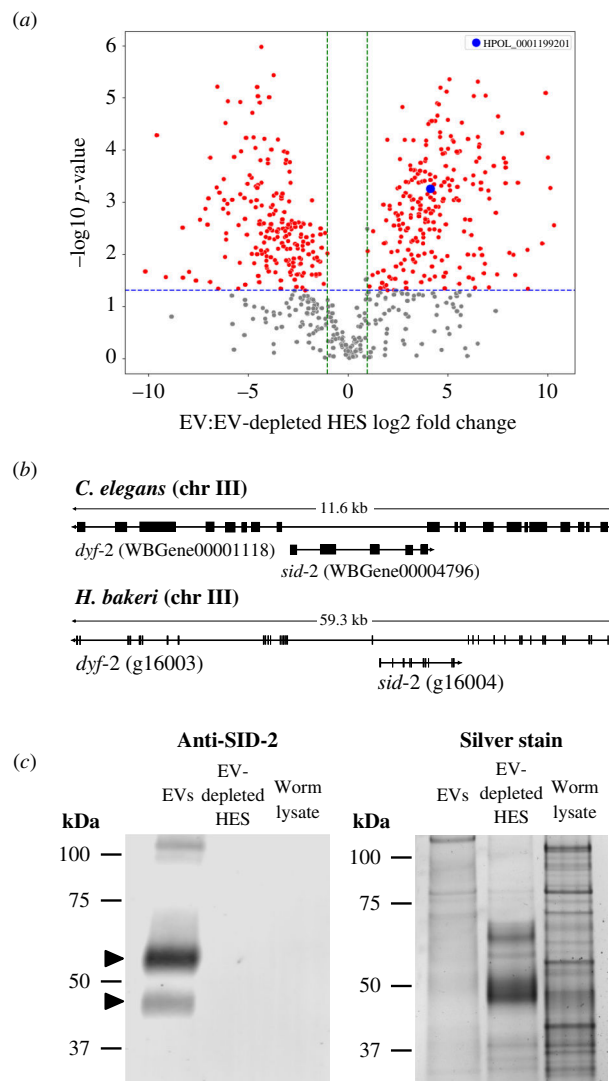 (a)
6
5
4
3
2
1
0
−log10 p-value
HPOL_0001199201
−10 −5 0 5 10
EV:EV-depleted HES log2 fold change
(b)
C. elegans (chr III)
11.6 kb
dyf-2 (WBGene00001118)
sid-2 (WBGene00004796)
H. bakeri (chr III)
59.3 kb
dyf-2 (g16003)
sid-2 (g16004)
(c)
Anti-SID-2
EVs
EV-
depleted
HES
Worm
lysate
kDa
100
75
50
37
Silver stain
EVs
EV-
depleted
HES
Worm
lysate
kDa
100
75
50
37